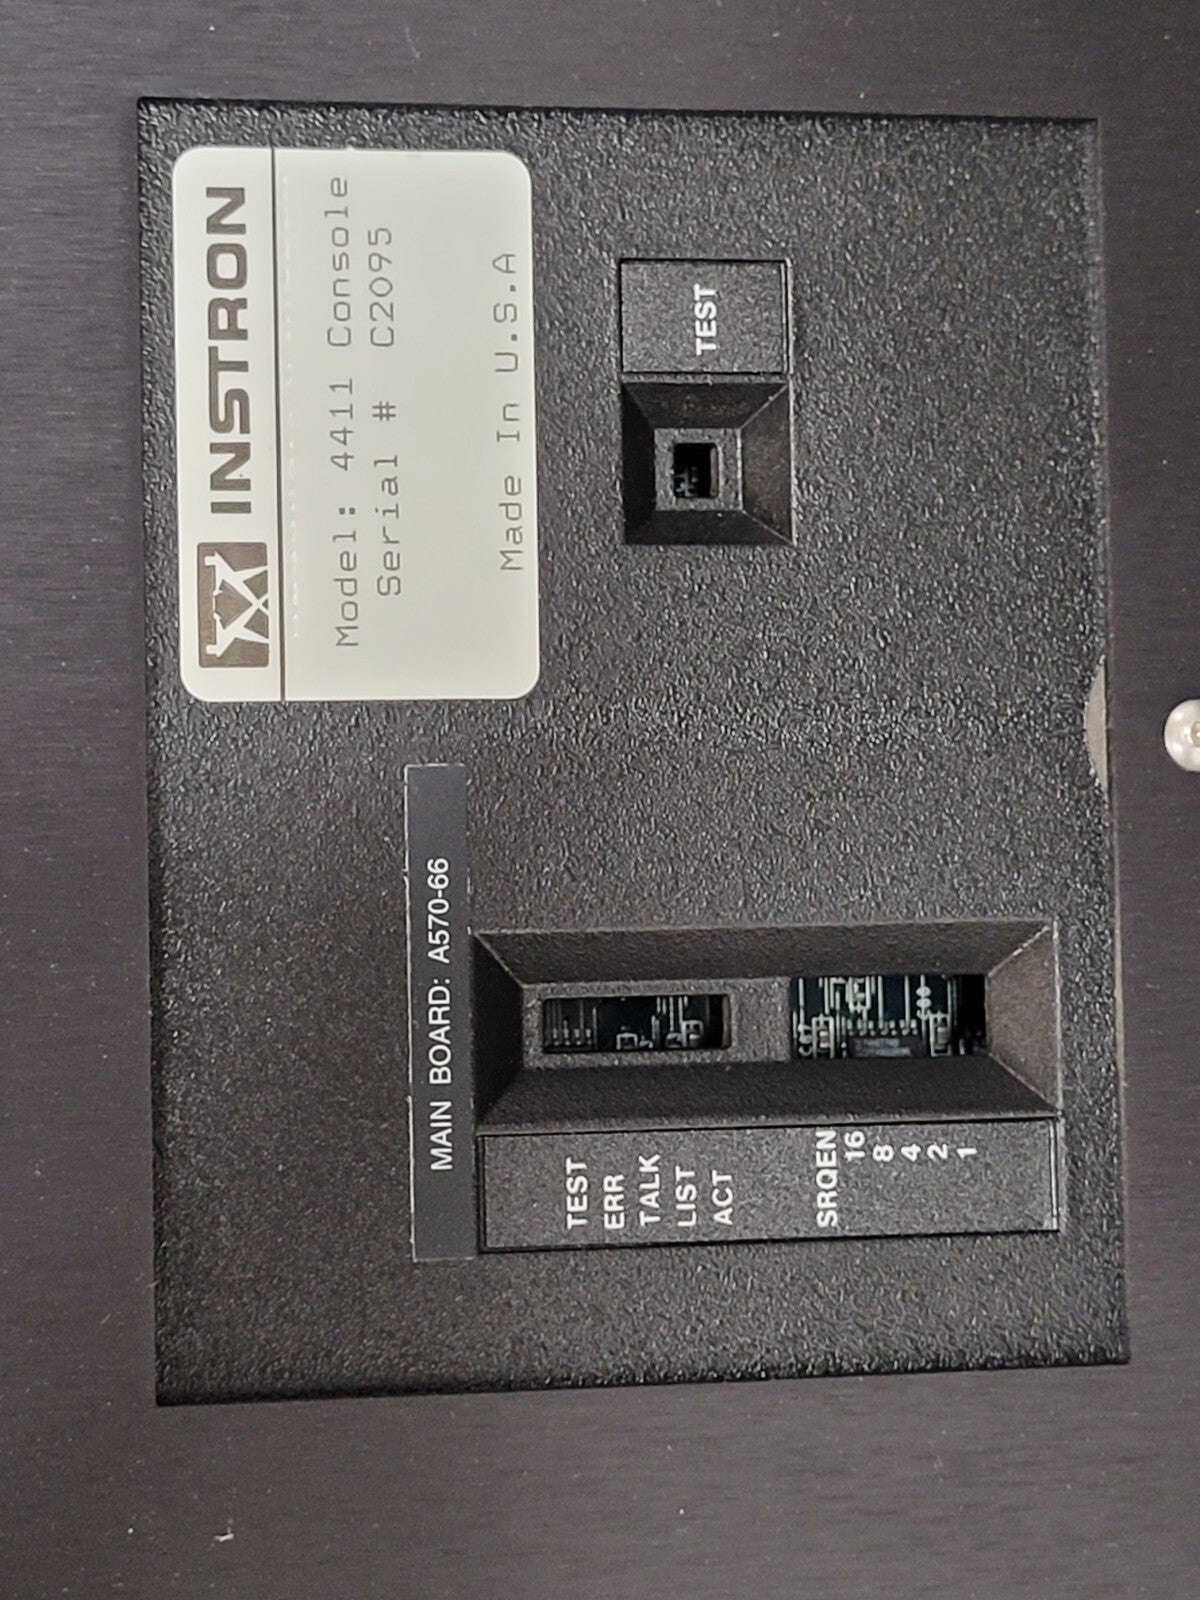 INSTRON
Model: 4411 Console
Serial # C2095
Made In U.S.A
TEST
MAIN BOARD: A570-66
TEST
ERR
TALK
LIST
ACT
SRQEN
16
8
4
2
1